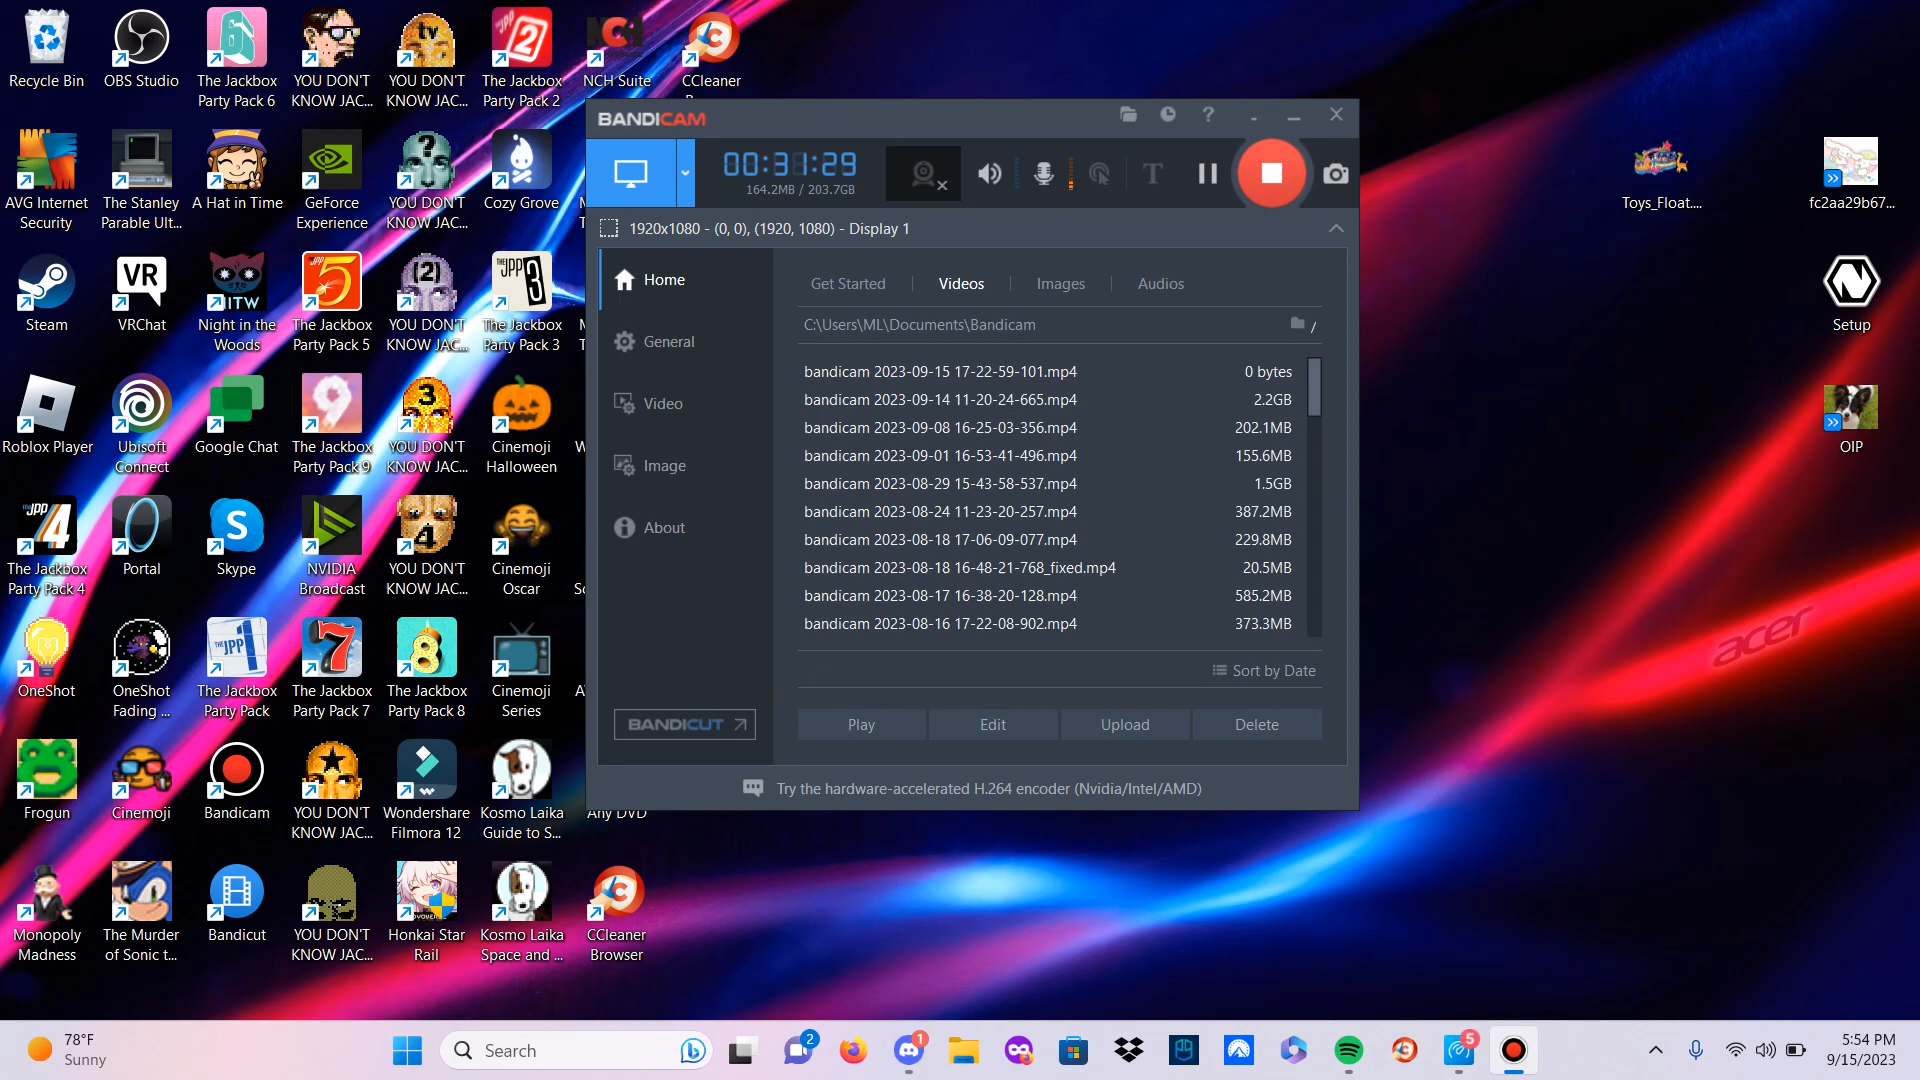 Recycle Bin
OBS Studio
The Jackbox
Party Pack 6
YOU DON'T
KNOW JAC...
YOU DON'T
KNOW JAC...
The Jackbox
Party Pack 2
NCH Suite
CCleaner
AVG Internet
Security
The Stanley
Parable Ult...
A Hat in Time
GeForce
Experience
YOU DON'T
KNOW JAC...
Cozy Grove
Steam
VRChat
Night in the
Woods
The Jackbox
Party Pack 5
YOU DON'T
KNOW JAC...
The Jackbox
Party Pack 3
Roblox Player
Ubisoft
Connect
Google Chat
The Jackbox
Party Pack 9
YOU DON'T
KNOW JAC...
Cinemoji
Halloween
The Jackbox
Party Pack 4
Portal
Skype
NVIDIA
Broadcast
YOU DON'T
KNOW JAC...
Cinemoji
Oscar
OneShot
OneShot
Fading ...
The Jackbox
Party Pack
The Jackbox
Party Pack 7
The Jackbox
Party Pack 8
Cinemoji
Series
Frogun
Cinemoji
Bandicam
YOU DON'T
KNOW JAC...
Wondershare
Filmora 12
Kosmo Laika
Guide to S...
Any DVD
Monopoly
Madness
The Murder
of Sonic t...
Bandicut
YOU DON'T
KNOW JAC...
Honkai Star
Rail
Kosmo Laika
Space and ...
CCleaner
Browser
BANDICAM
?
00:31:29
164.2MB / 203.7GB
T
1920x1080 - (0, 0), (1920, 1080) - Display 1
Home
General
Video
Image
About
BANDICUT
Get Started
Videos
Images
Audios
C:\Users\ML\Documents\Bandicam
/
bandicam 2023-09-15 17-22-59-101.mp4 0 bytes
bandicam 2023-09-14 11-20-24-665.mp4 2.2GB
bandicam 2023-09-08 16-25-03-356.mp4 202.1MB
bandicam 2023-09-01 16-53-41-496.mp4 155.6MB
bandicam 2023-08-29 15-43-58-537.mp4 1.5GB
bandicam 2023-08-24 11-23-20-257.mp4 387.2MB
bandicam 2023-08-18 17-06-09-077.mp4 229.8MB
bandicam 2023-08-18 16-48-21-768_fixed.mp4 20.5MB
bandicam 2023-08-17 16-38-20-128.mp4 585.2MB
bandicam 2023-08-16 17-22-08-902.mp4 373.3MB
Sort by Date
Play
Edit
Upload
Delete
Try the hardware-accelerated H.264 encoder (Nvidia/Intel/AMD)
Toys_Float....
fc2aa29b67...
Setup
OIP
acer
78°F
Sunny
Search
2
1
5
5:54 PM
9/15/2023